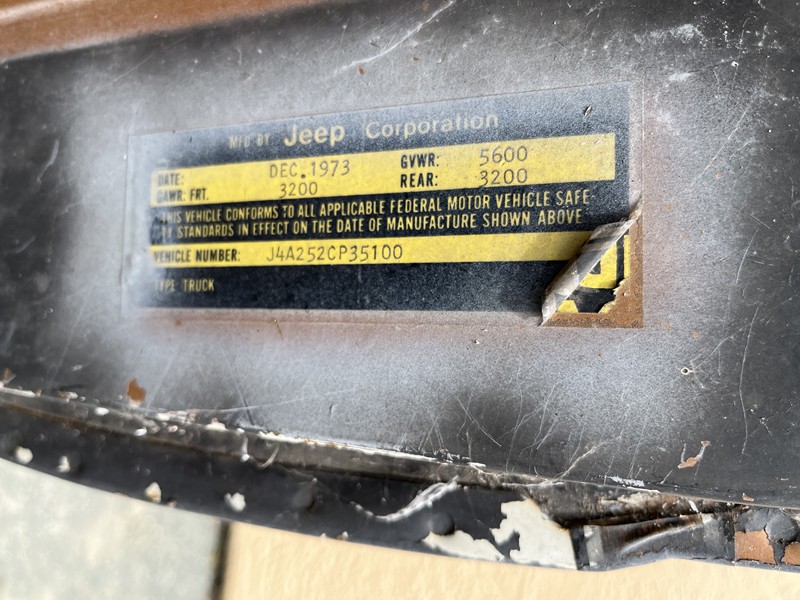 MFD BY Jeep Corporation
DATE: DEC.1973 GVWR: 5600
GAWR: FRT. 3200 REAR: 3200
THIS VEHICLE CONFORMS TO ALL APPLICABLE FEDERAL MOTOR VEHICLE SAFE-
TY STANDARDS IN EFFECT ON THE DATE OF MANUFACTURE SHOWN ABOVE
VEHICLE NUMBER: J4A252CP35100
TYPE TRUCK